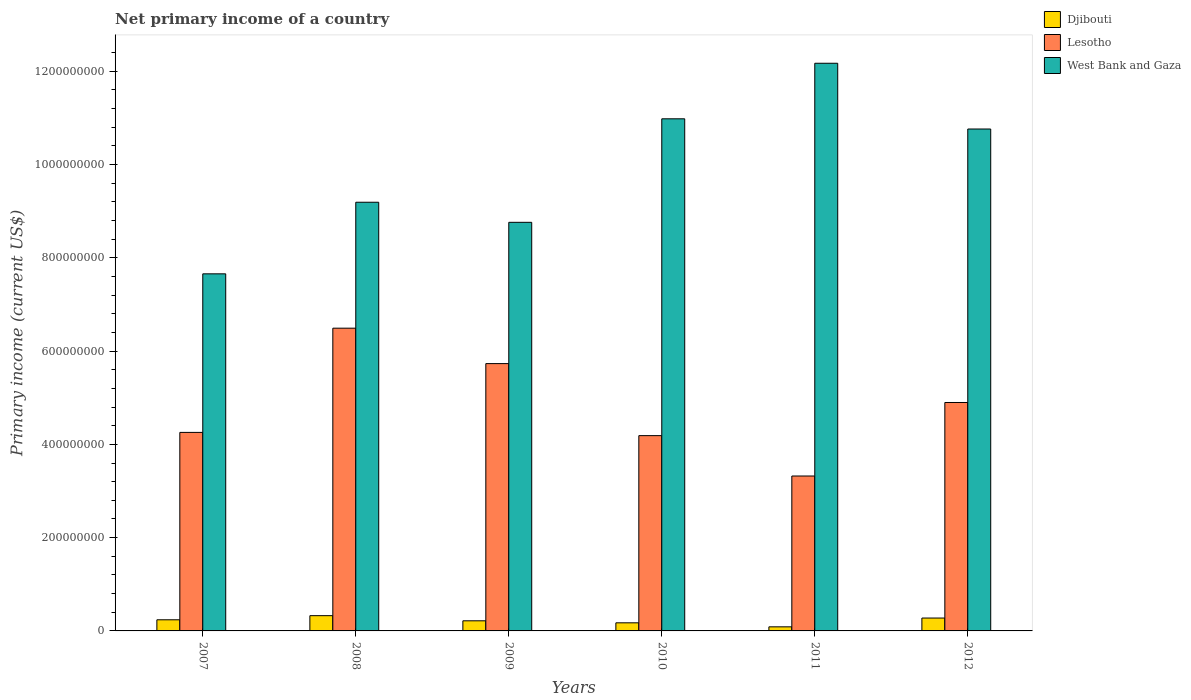 Net primary income of a country
Djibouti
Lesotho
West Bank and Gaza
Primary income (current US$)
1200000000
1000000000
800000000
600000000
400000000
200000000
0
2007
2008
2009
2010
2011
2012
Years